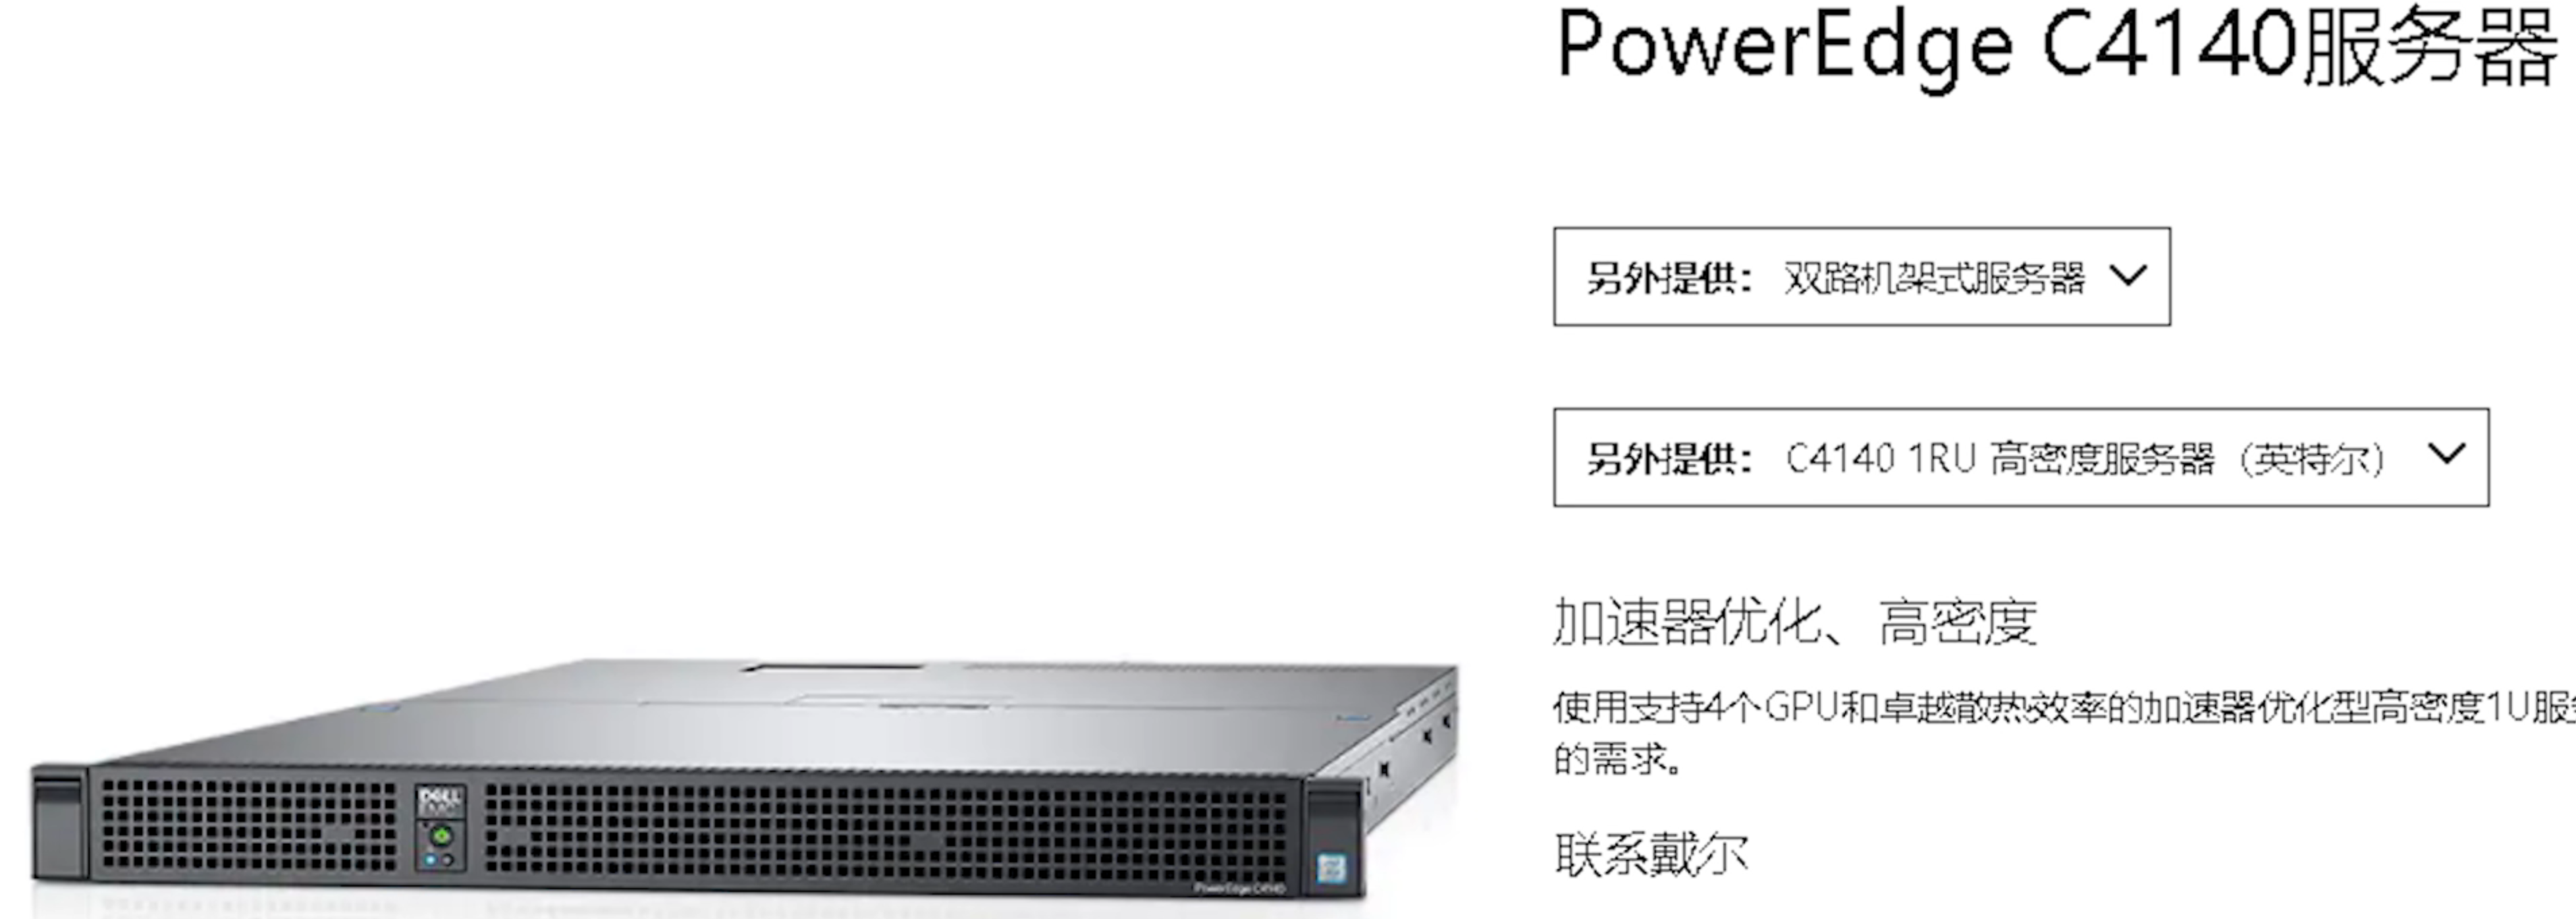 PowerEdge C4140服务器
另外提供： 双路机架式服务器
另外提供： C4140 1RU 高密度服务器（英特尔）
加速器优化、高密度
使用支持4个GPU和卓越散热效率的加速器优化型高密度1U服
的需求。
联系戴尔
DELL
PowerEdge C4140